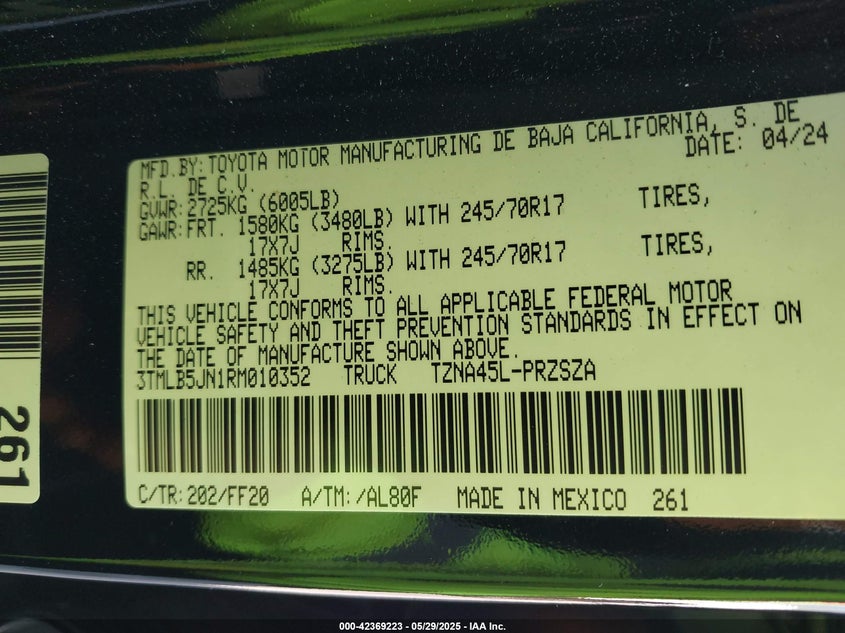 MFD.BY:TOYOTA MOTOR MANUFACTURING DE BAJA CALIFORNIA, S. DE
R.L. DE C.V. DATE: 04/24
GVWR:2725KG (6005LB)
GAWR:FRT. 1580KG (3480LB) WITH 245/70R17 TIRES,
17X7J RIMS.
RR. 1485KG (3275LB) WITH 245/70R17 TIRES,
17X7J RIMS.
THIS VEHICLE CONFORMS TO ALL APPLICABLE FEDERAL MOTOR
VEHICLE SAFETY AND THEFT PREVENTION STANDARDS IN EFFECT ON
THE DATE OF MANUFACTURE SHOWN ABOVE.
3TMLB5JN1RM010352 TRUCK TZNA45L-PRZSZA
C/TR:202/FF20 A/TM:/AL80F MADE IN MEXICO 261
261
000-42369223 - 05/29/2025 - IAA Inc.